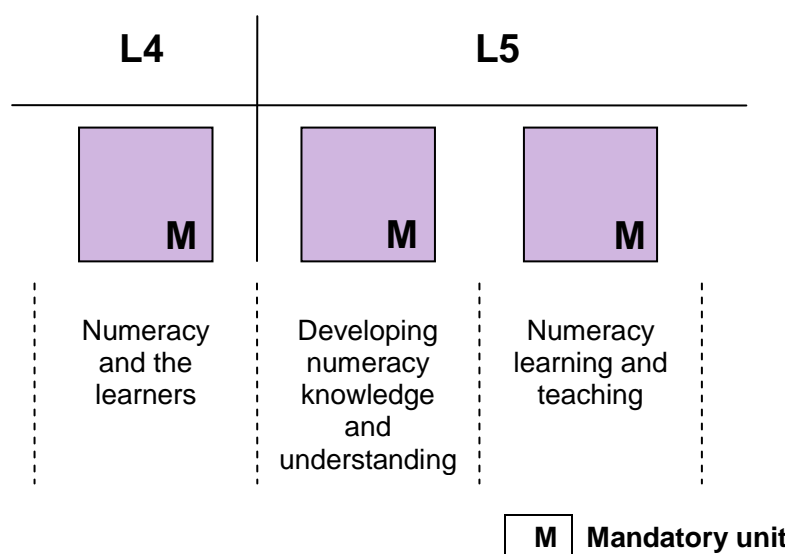 L4 L5
M M M
Numeracy
and the
learners
Developing
numeracy
knowledge
and
understanding
Numeracy
learning and
teaching
M Mandatory unit